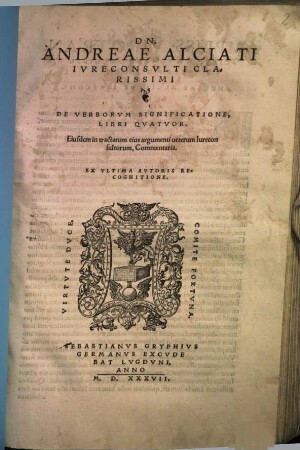 DN.
ANDREAE ALCIATI
IVRECONSVLTI CLA-
RISSIMI
DE VERBORVM SIGNIFICATIONE,
LIBRI QVATVOR.
Eiusdem in tractatum eius argumenti ueterum Iurecon
sultorum, Commentaria.
EX VLTIMA AVTORIS RE-
COGNITIONE.
VIRTVTE DVCE,
COMITE FORTVNA.
SEBASTIANVS GRYPHIVS
GERMANVS EXCVDE
BAT LVGDVNI,
ANNO
M. D. XXXVII.